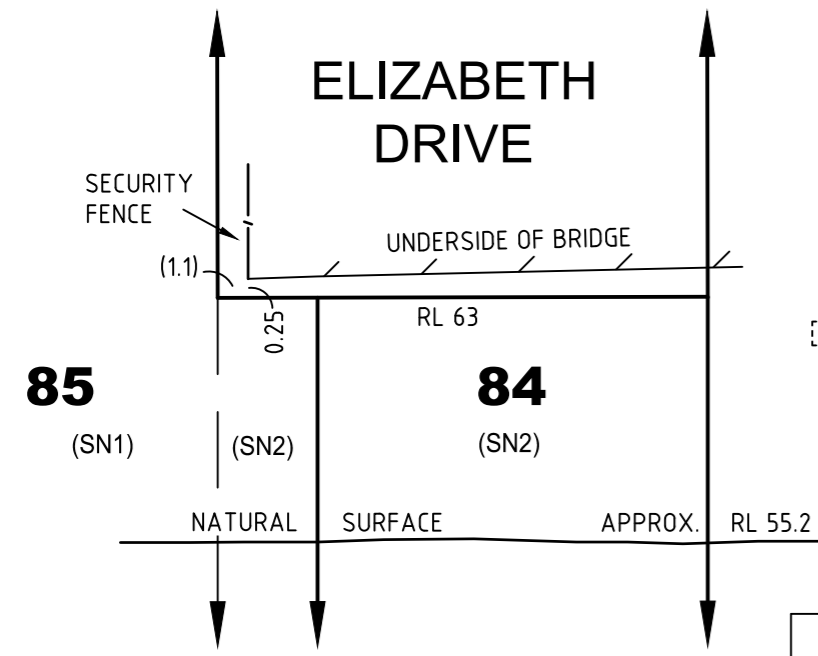 ELIZABETH
DRIVE
SECURITY
FENCE
UNDERSIDE OF BRIDGE
(1.1)
0.25
RL 63
85
84
(SN1)
(SN2)
(SN2)
NATURAL SURFACE APPROX. RL 55.2